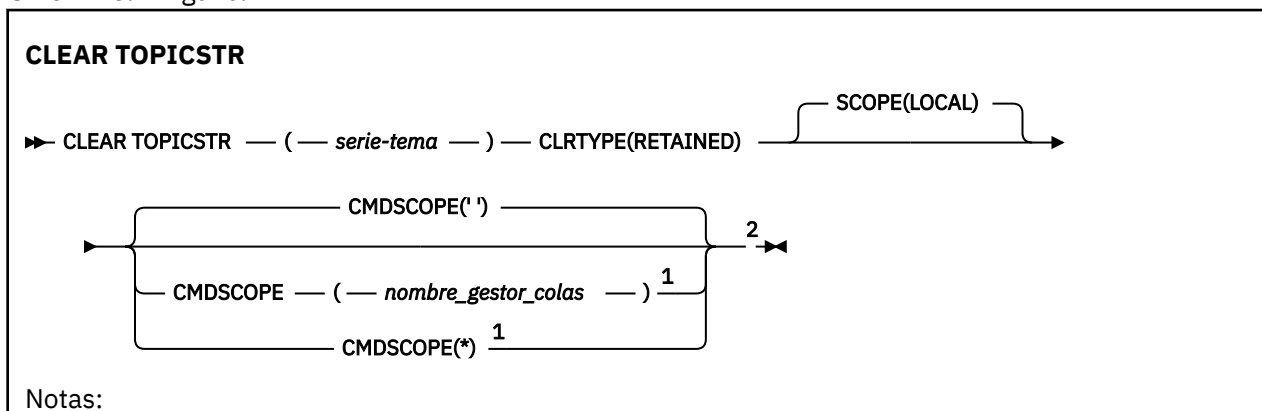 CLEAR TOPICSTR
SCOPE(LOCAL)
CLEAR TOPICSTR ( serie-tema ) CLRTYPE(RETAINED)
CMDSCOPE(' ')
2
CMDSCOPE ( nombre_gestor_colas ) 1
CMDSCOPE(*) 1
Notas: